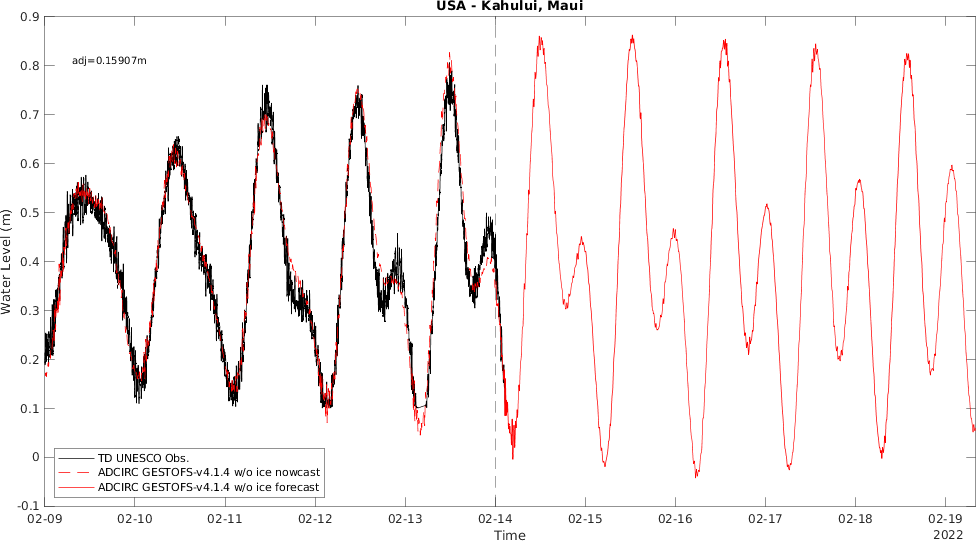 USA - Kahului, Maui
0.9
0.8
adj=0.15907m
0.7
0.6
0.5
0.4
0.3
0.2
0.1
0
-0.1
Water Level (m)
TD UNESCO Obs.
ADCIRC GESTOFS-v4.1.4 w/o ice nowcast
ADCIRC GESTOFS-v4.1.4 w/o ice forecast
02-09 02-10 02-11 02-12 02-13 02-14 02-15 02-16 02-17 02-18 02-19
Time
2022